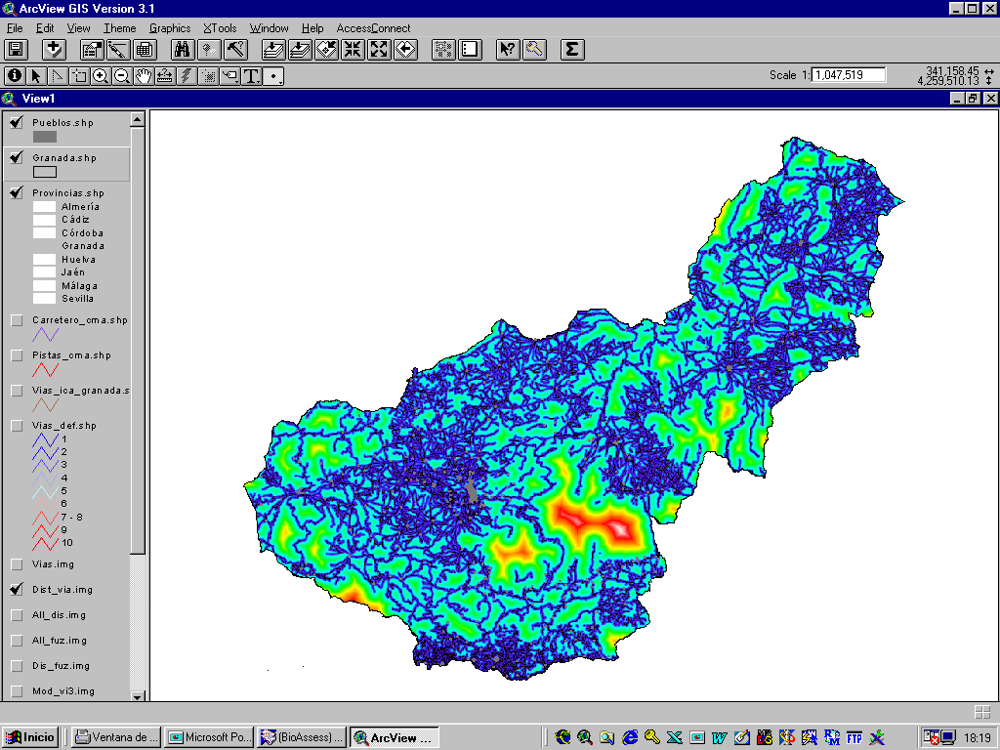 ArcView GIS Version 3.1
File Edit View Theme Graphics XTools Window Help AccessConnect
Scale 1: 1,047,519 341,158.45
4,259,510.13
View1
Pueblos.shp
Granada.shp
Provincias.shp
Almería
Cádiz
Córdoba
Granada
Huelva
Jaén
Málaga
Sevilla
Carretero_cma.shp
Pistas_cma.shp
Vias_ica_granada.s
Vias_def.shp
1
2
3
4
5
6
7 - 8
9
10
Vias.img
Dist_via.img
All_dis.img
All_fuz.img
Dis_fuz.img
Mod_vi3.img
Inicio Ventana de ... Microsoft Po... (BioAssess) ... ArcView ... FTP 18:19